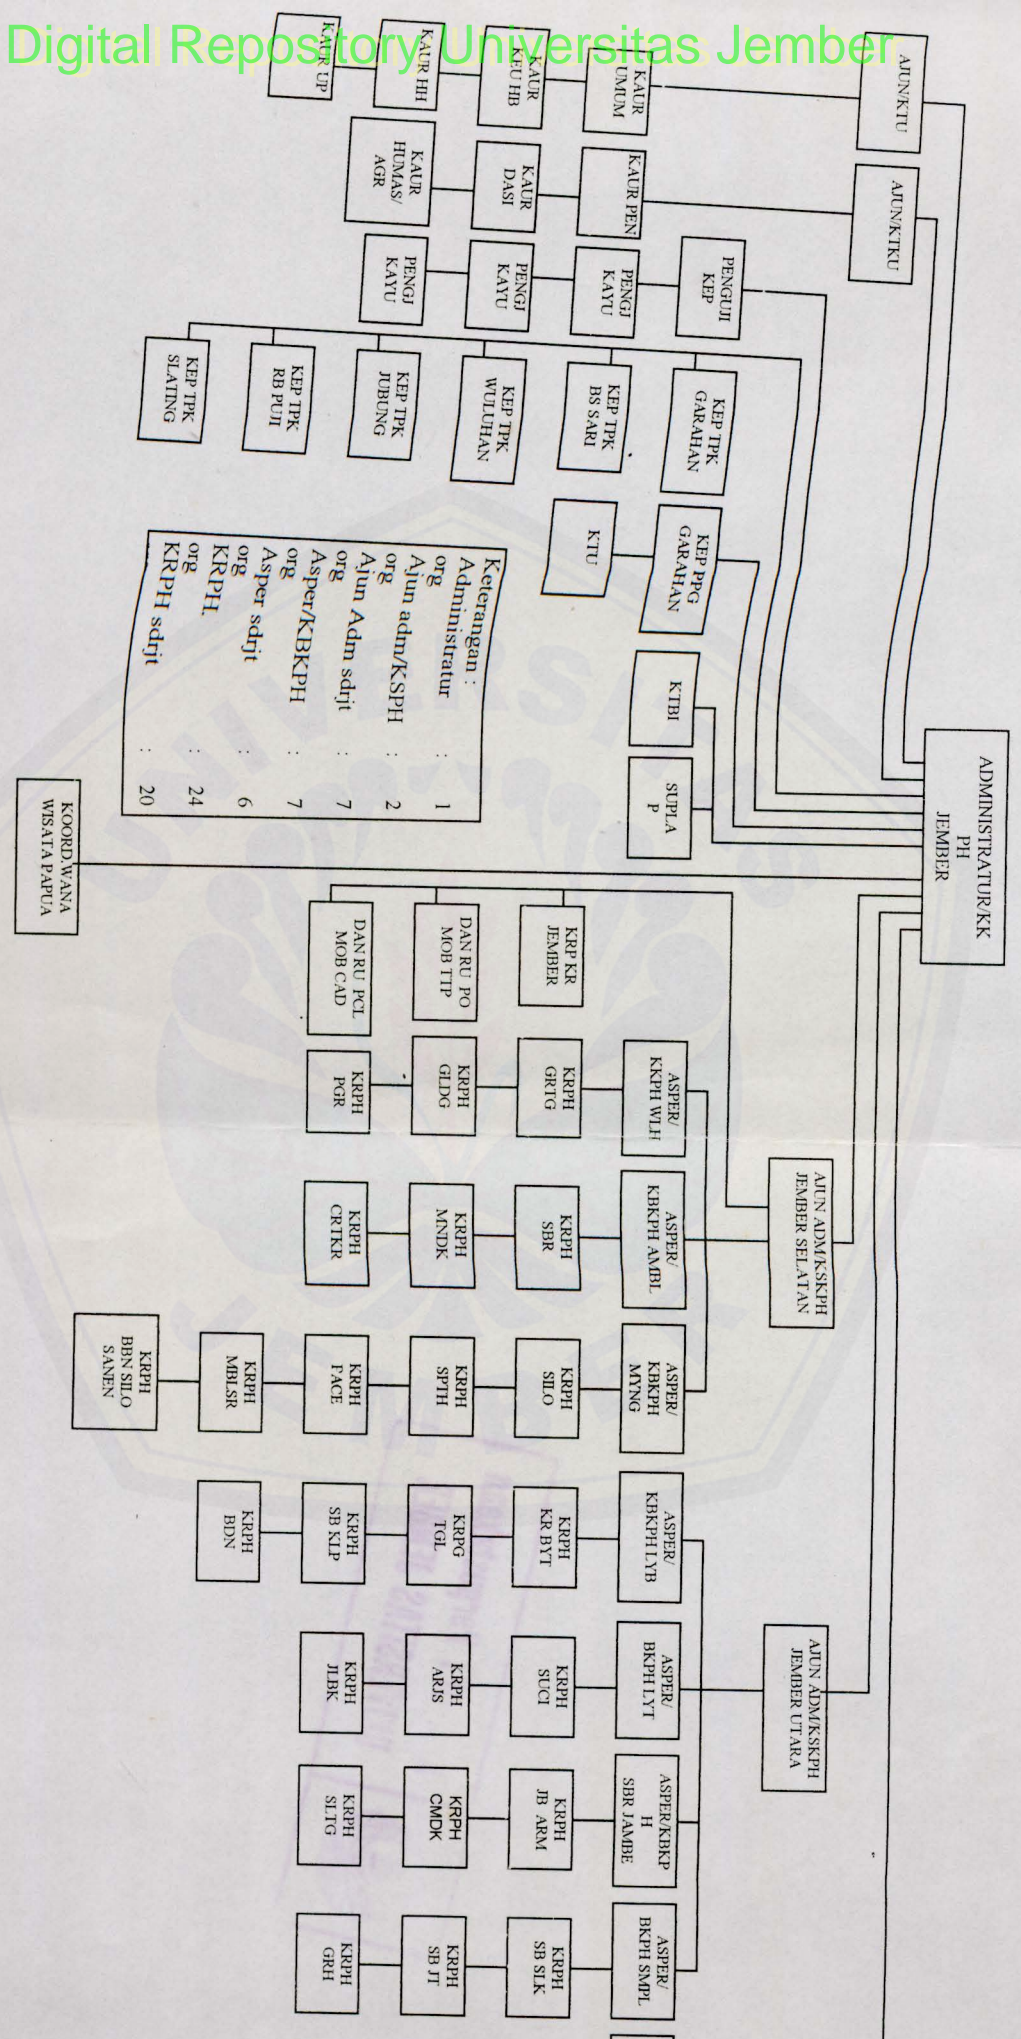 Digital Repository Universitas Jember
ADMINISTRATUR/KK
PH
JEMBER
AJUN/KTU
KAUR
UMUM
KAUR
KEU HB
KAUR HH
KAUR UP
AJUN/KTKU
KAUR PEN
KAUR
DASI
KAUR
HUMAS/
AGR
PENGUJI
KEP
PENGJ
KAYU
PENGJ
KAYU
PENGJ
KAYU
KEP TPK
GARAHAN
KEP TPK
BS SARI
KEP TPK
WULUHAN
KEP TPK
JUBUNG
KEP TPK
RB PUJI
KEP TPK
SLATING
KEP PPG
GARAHAN
KTU
KTBI
SUPLA
P
Keterangan :
Administratur : 1
org
Ajun adm/KSPH : 2
org
Ajun Adm sdrjt : 7
org
Asper/KBKPH : 7
org
Asper sdrjt : 6
org
KRPH. : 24
org
KRPH sdrjt : 20
KOORD.WANA
WISATA PAPUA
AJUN ADM/KSKPH
JEMBER SELATAN
KRP KR
JEMBER
DAN RU PO
MOB TTP
DAN RU PCL
MOB CAD
ASPER/
KKPH WLH
KRPH
GRTG
KRPH
GLDG
KRPH
PGR
ASPER/
KBKPH AMBL
KRPH
SBR
KRPH
MNDK
KRPH
CRTKR
ASPER/
KBKPH
MYNG
KRPH
SILO
KRPH
SPTH
KRPH
PACE
KRPH
MBLSR
KRPH
BBN SILO
SANEN
AJUN ADM/KSKPH
JEMBER UTARA
ASPER/
KBKPH LYB
KRPH
KR BYT
KRPG
TGL
KRPH
SB KLP
KRPH
BDN
ASPER/
BKPH LYT
KRPH
SUCI
KRPH
ARJS
KRPH
JLBK
ASPER/KBKP
H
SBR JAMBE
KRPH
JB ARM
KRPH
CMDK
KRPH
SLTG
ASPER/
BKPH SMPL
KRPH
SB SLK
KRPH
SB JT
KRPH
GRH